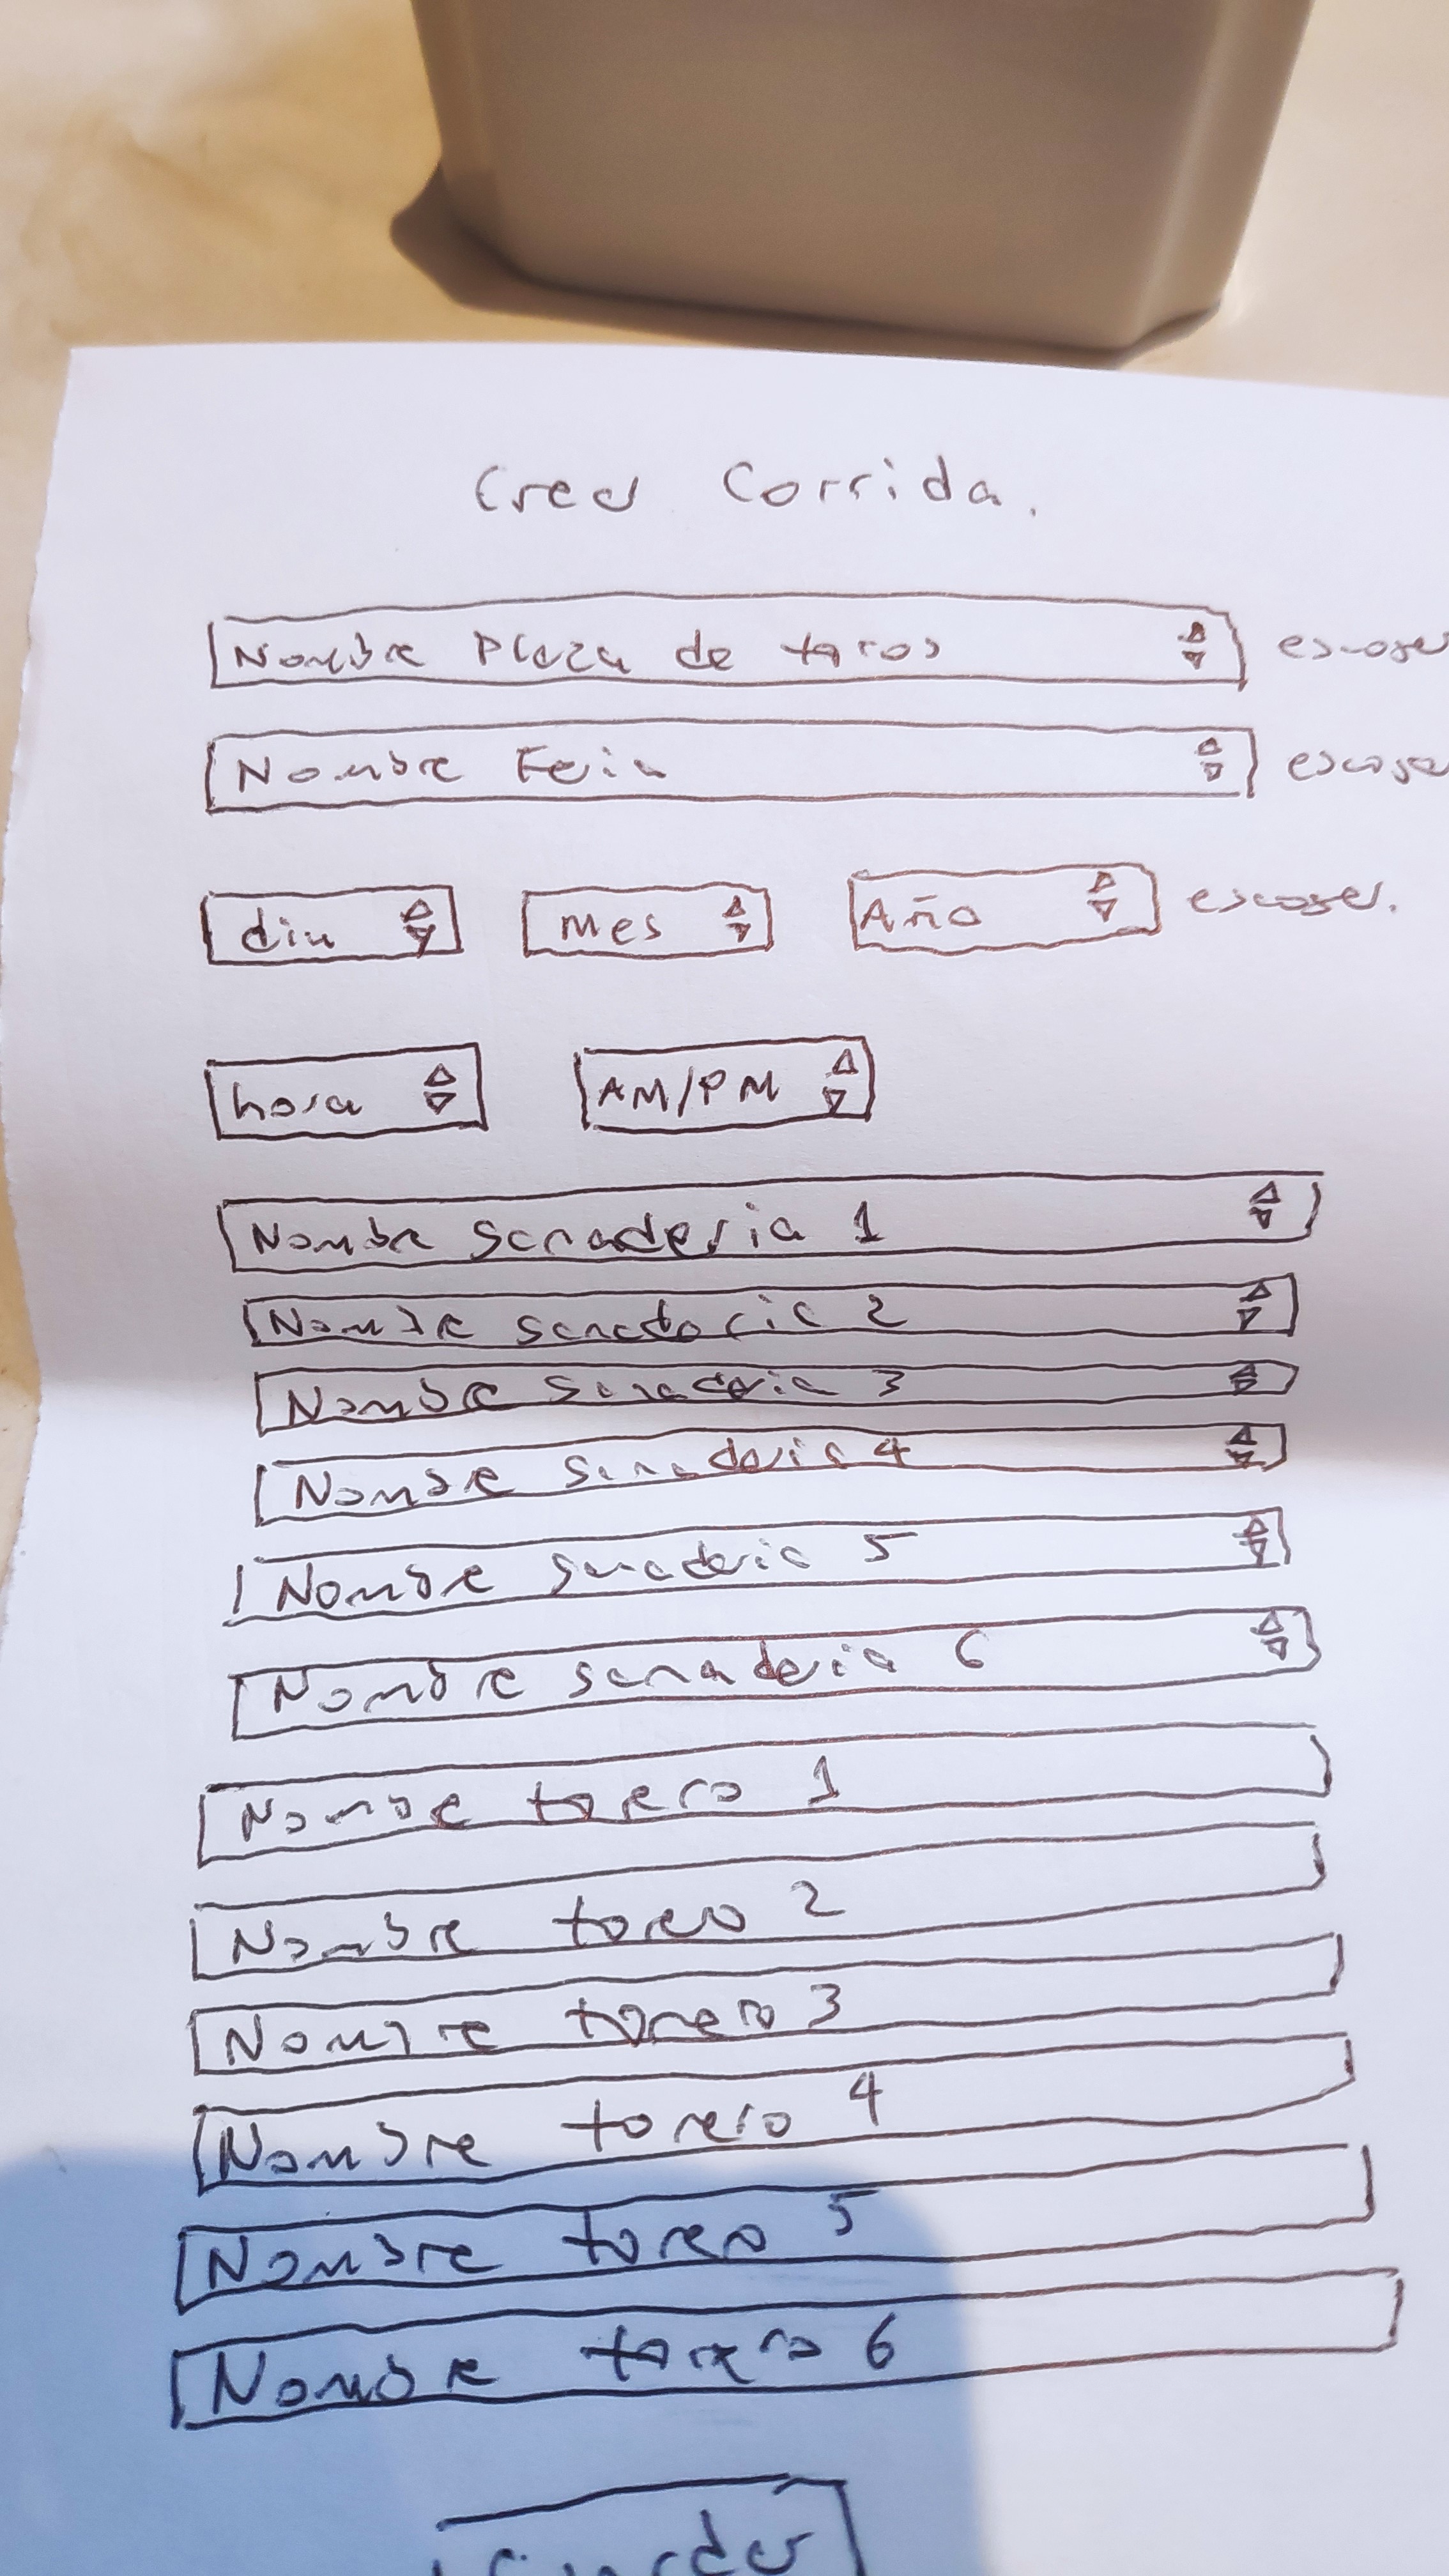 Crear Corrida.
Nombre Plaza de toros escoger
Nombre Feria escoger
dia Mes Año escoger.
hora AM/PM
Nombre ganaderia 1
Nombre ganaderia 2
Nombre ganaderia 3
Nombre ganaderia 4
Nombre ganaderia 5
Nombre ganaderia 6
Nombre torero 1
Nombre torero 2
Nombre torero 3
Nombre torero 4
Nombre torero 5
Nombre torero 6
Guardar